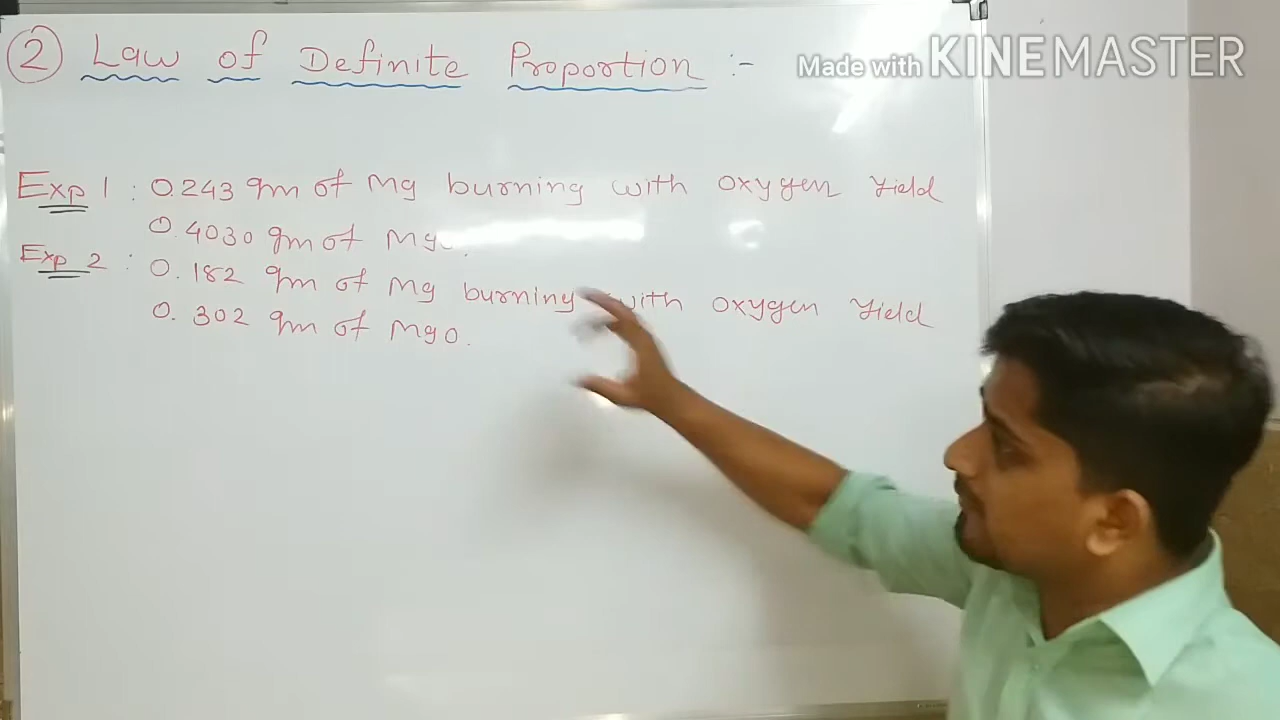 ② Law of Definite Proportion :-
Made with KINEMASTER
Exp 1 : 0.243 gm of Mg burning with oxygen Yield
0.4030 gm of
Exp 2 : 0.182 gm of Mg burning with oxygen Yield
0.302 gm of MgO.